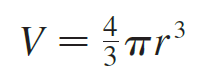 V = 4/3 πr³